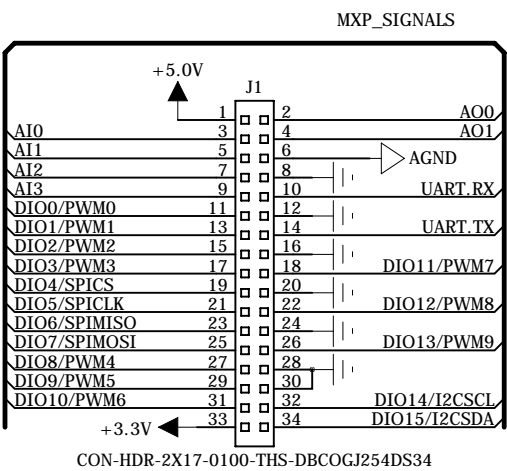 MXP_SIGNALS
+5.0V
J1
1 2 AO0
AI0 3 4 AO1
AI1 5 6 AGND
AI2 7 8
AI3 9 10 UART.RX
DIO0/PWM0 11 12
DIO1/PWM1 13 14 UART.TX
DIO2/PWM2 15 16
DIO3/PWM3 17 18 DIO11/PWM7
DIO4/SPICS 19 20
DIO5/SPICLK 21 22 DIO12/PWM8
DIO6/SPIMISO 23 24
DIO7/SPIMOSI 25 26 DIO13/PWM9
DIO8/PWM4 27 28
DIO9/PWM5 29 30
DIO10/PWM6 31 32 DIO14/I2CSCL
+3.3V 33 34 DIO15/I2CSDA
CON-HDR-2X17-0100-THS-DBCOGJ254DS34